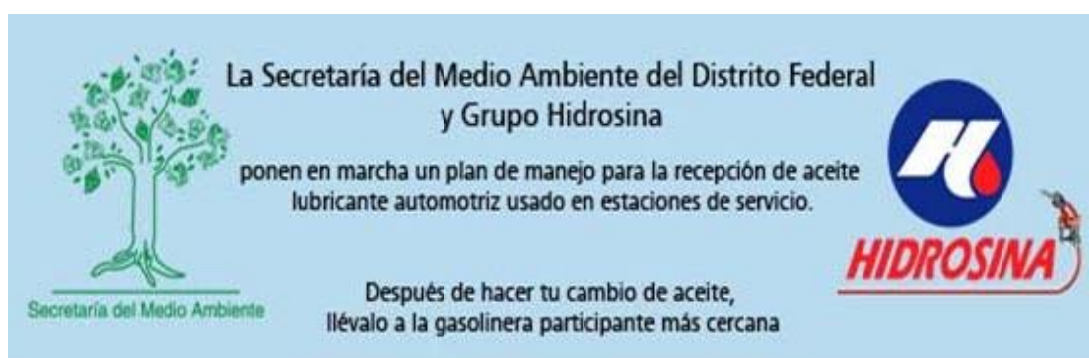 La Secretaría del Medio Ambiente del Distrito Federal
y Grupo Hidrosina
ponen en marcha un plan de manejo para la recepción de aceite
lubricante automotriz usado en estaciones de servicio.
HIDROSINA
Secretaría del Medio Ambiente
Después de hacer tu cambio de aceite,
llévalo a la gasolinera participante más cercana